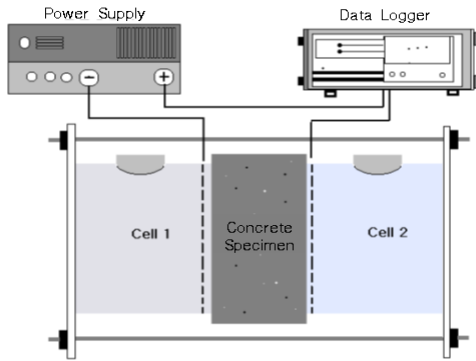 Power Supply
Data Logger
−
+
Cell 1
Concrete
Specimen
Cell 2